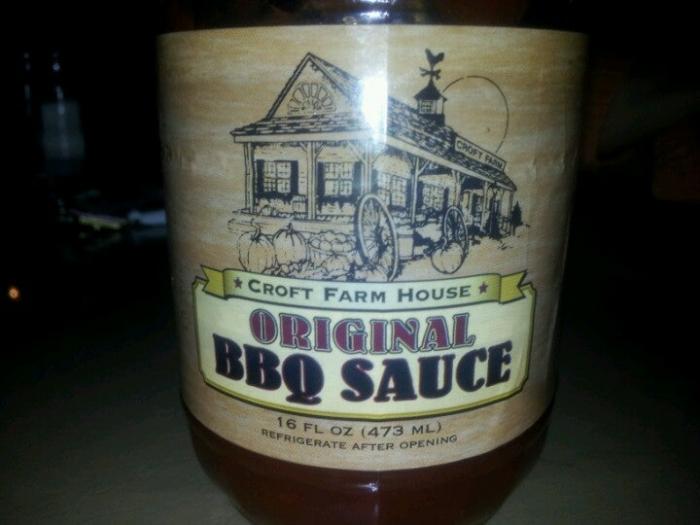 CROFT FARM
CROFT FARM HOUSE
ORIGINAL
BBQ SAUCE
16 FL OZ (473 ML)
REFRIGERATE AFTER OPENING